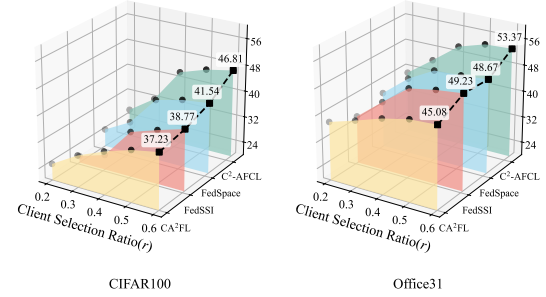 56
48
40
32
24
46.81
41.54
38.77
37.23
C²-AFCL
FedSpace
FedSSI
CA²FL
0.2
0.3
0.4
0.5
0.6
Client Selection Ratio(r)
CIFAR100
56
48
40
32
24
53.37
48.67
49.23
45.08
C²-AFCL
FedSpace
FedSSI
CA²FL
0.2
0.3
0.4
0.5
0.6
Client Selection Ratio(r)
Office31